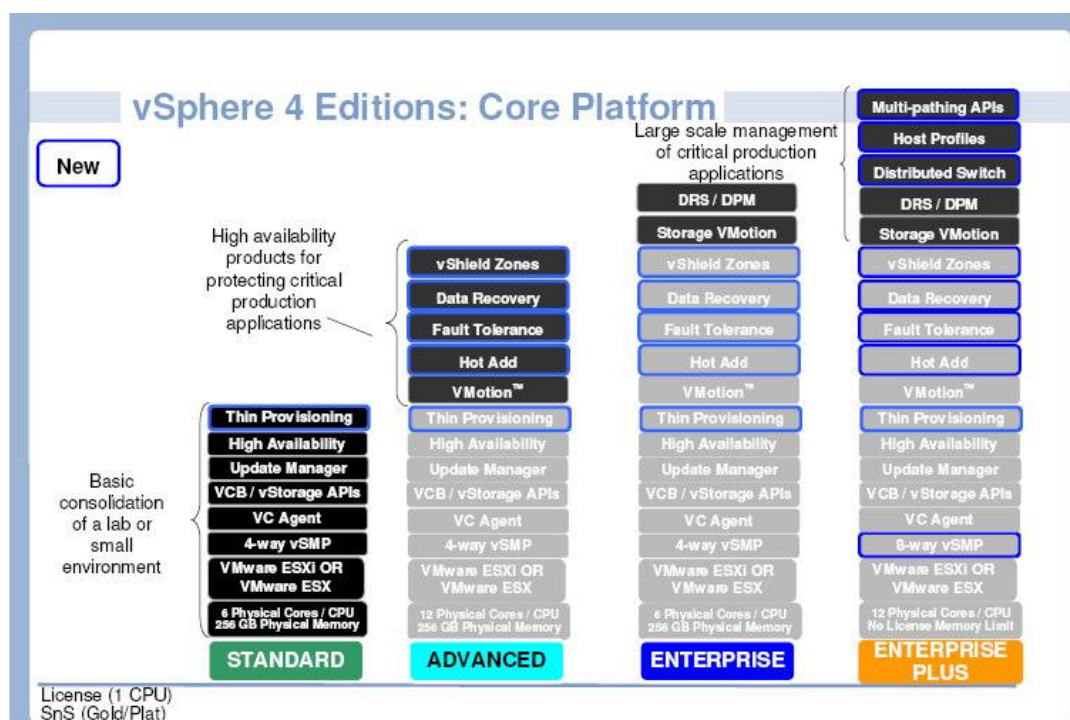 vSphere 4 Editions: Core Platform
New
Basic
consolidation
of a lab or
small
environment
Thin Provisioning
High Availability
Update Manager
VCB / vStorage APIs
VC Agent
4-way vSMP
VMware ESXi OR
VMware ESX
6 Physical Cores / CPU
256 GB Physical Memory
STANDARD
High availability
products for
protecting critical
production
applications
vShield Zones
Data Recovery
Fault Tolerance
Hot Add
VMotion™
Thin Provisioning
High Availability
Update Manager
VCB / vStorage APIs
VC Agent
4-way vSMP
VMware ESXi OR
VMware ESX
12 Physical Cores / CPU
256 GB Physical Memory
ADVANCED
DRS / DPM
Storage VMotion
vShield Zones
Data Recovery
Fault Tolerance
Hot Add
VMotion™
Thin Provisioning
High Availability
Update Manager
VCB / vStorage APIs
VC Agent
4-way vSMP
VMware ESXi OR
VMware ESX
6 Physical Cores / CPU
256 GB Physical Memory
ENTERPRISE
Large scale management
of critical production
applications
Multi-pathing APIs
Host Profiles
Distributed Switch
DRS / DPM
Storage VMotion
vShield Zones
Data Recovery
Fault Tolerance
Hot Add
VMotion™
Thin Provisioning
High Availability
Update Manager
VCB / vStorage APIs
VC Agent
8-way vSMP
VMware ESXi OR
VMware ESX
12 Physical Cores / CPU
No License Memory Limit
ENTERPRISE
PLUS
License (1 CPU)
SnS (Gold/Plat)